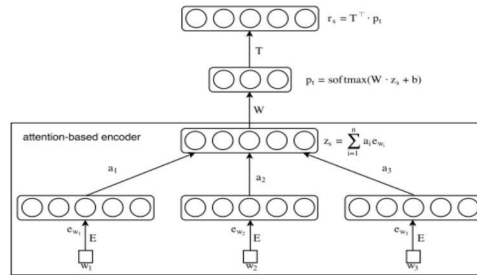 r_s = T^⊤ · p_t
T
p_t = softmax(W · z_s + b)
W
attention-based encoder
z_s = ∑_{i=1}^{n} a_i e_{w_i}
a_1
a_2
a_3
e_{w_1} E
e_{w_2} E
e_{w_3} E
w_1
w_2
w_3